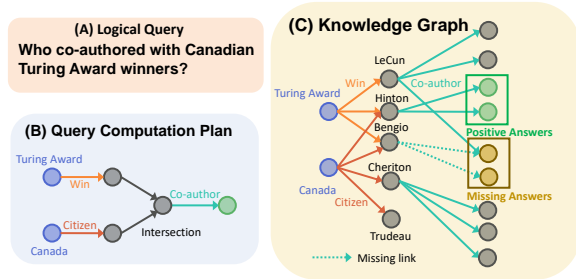 (A) Logical Query
Who co-authored with Canadian
Turing Award winners?
(B) Query Computation Plan
Turing Award
Win
Co-author
Citizen
Canada
Intersection
(C) Knowledge Graph
LeCun
Win
Co-author
Turing Award
Hinton
Bengio
Positive Answers
Cheriton
Canada
Citizen
Missing Answers
Trudeau
Missing link